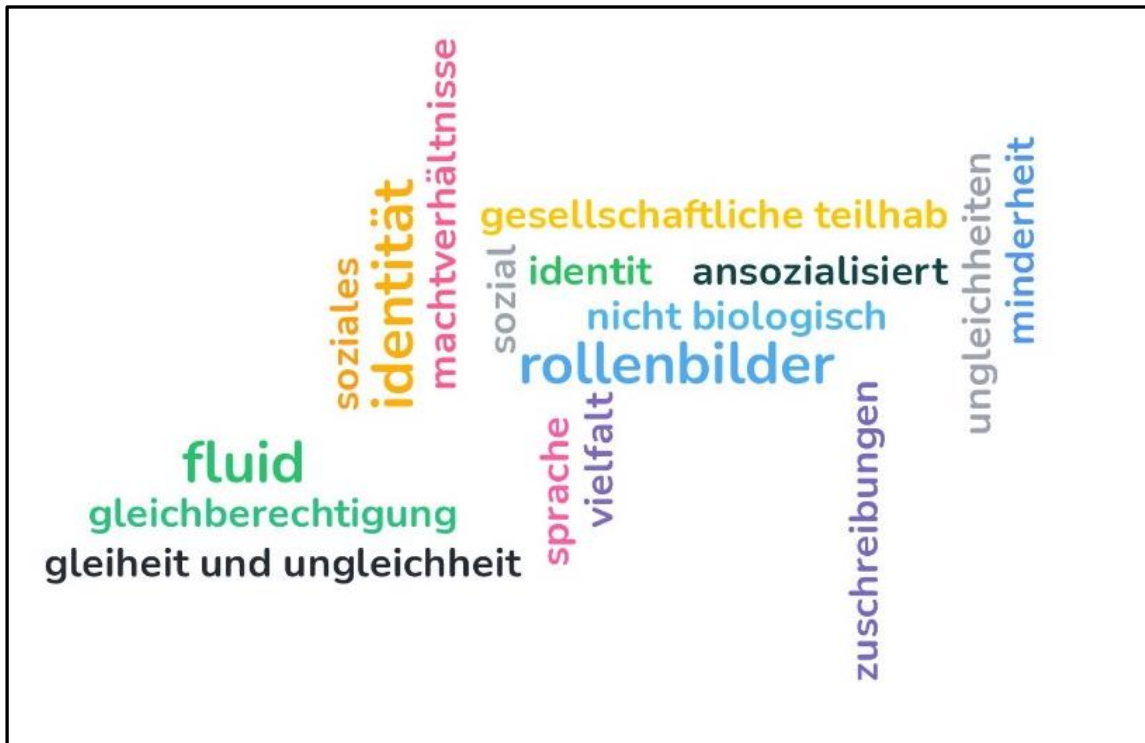 machtverhältnisse
identität
soziales
gesellschaftliche teilhab
sozial
identit
ansozialisiert
nicht biologisch
rollenbilder
ungleichheiten
minderheit
sprache
vielfalt
zuschreibungen
fluid
gleichberechtigung
gleiheit und ungleichheit